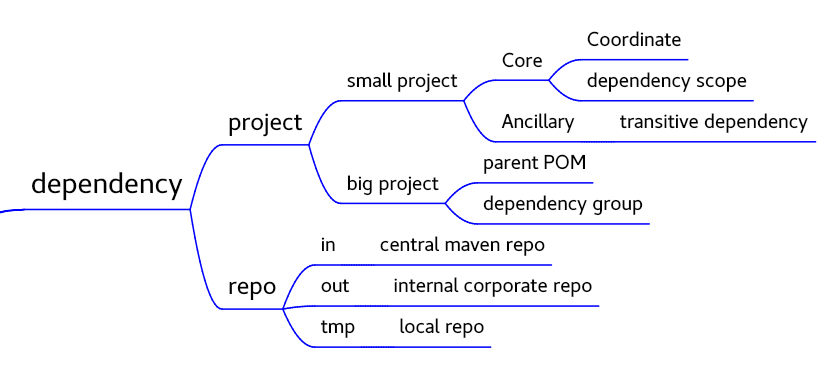 dependency
project
small project
Core
Coordinate
dependency scope
Ancillary
transitive dependency
big project
parent POM
dependency group
repo
in
central maven repo
out
internal corporate repo
tmp
local repo